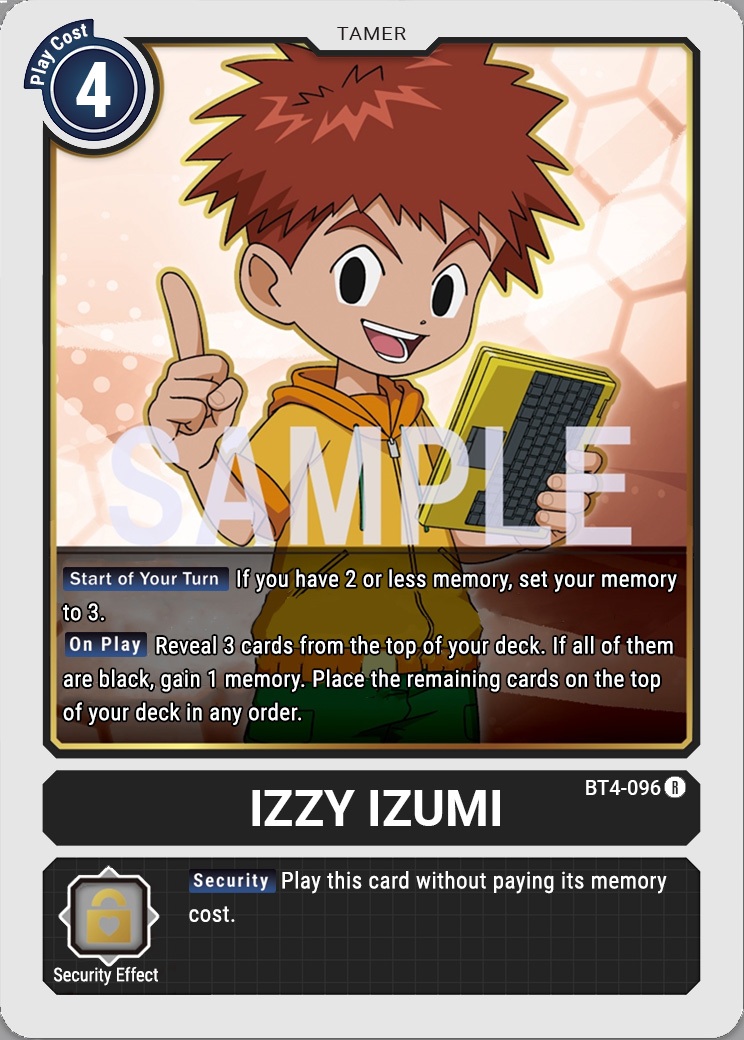 TAMER
Play Cost
4
SAMPLE
Start of Your Turn If you have 2 or less memory, set your memory
to 3.
On Play Reveal 3 cards from the top of your deck. If all of them
are black, gain 1 memory. Place the remaining cards on the top
of your deck in any order.
BT4-096 R
IZZY IZUMI
Security Play this card without paying its memory
cost.
Security Effect